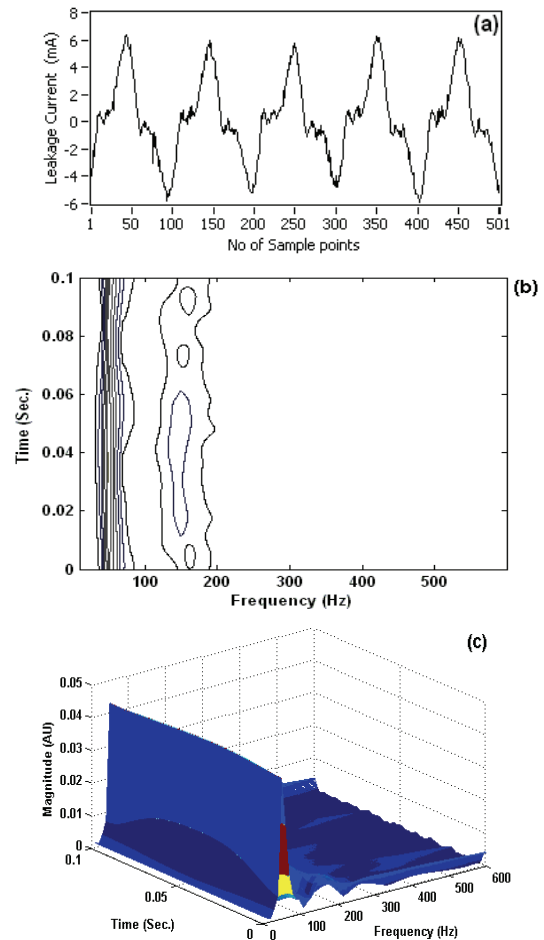 (a)
Leakage Current (mA)
8
6
4
2
0
-2
-4
-6
1 50 100 150 200 250 300 350 400 450 501
No of Sample points
(b)
Time (Sec.)
0.1
0.08
0.06
0.04
0.02
0
100 200 300 400 500
Frequency (Hz)
(c)
Magnitude (AU)
0.05
0.04
0.03
0.02
0.01
0
0.1
0.05
0
Time (Sec.)
0
100
200
300
400
500
600
Frequency (Hz)